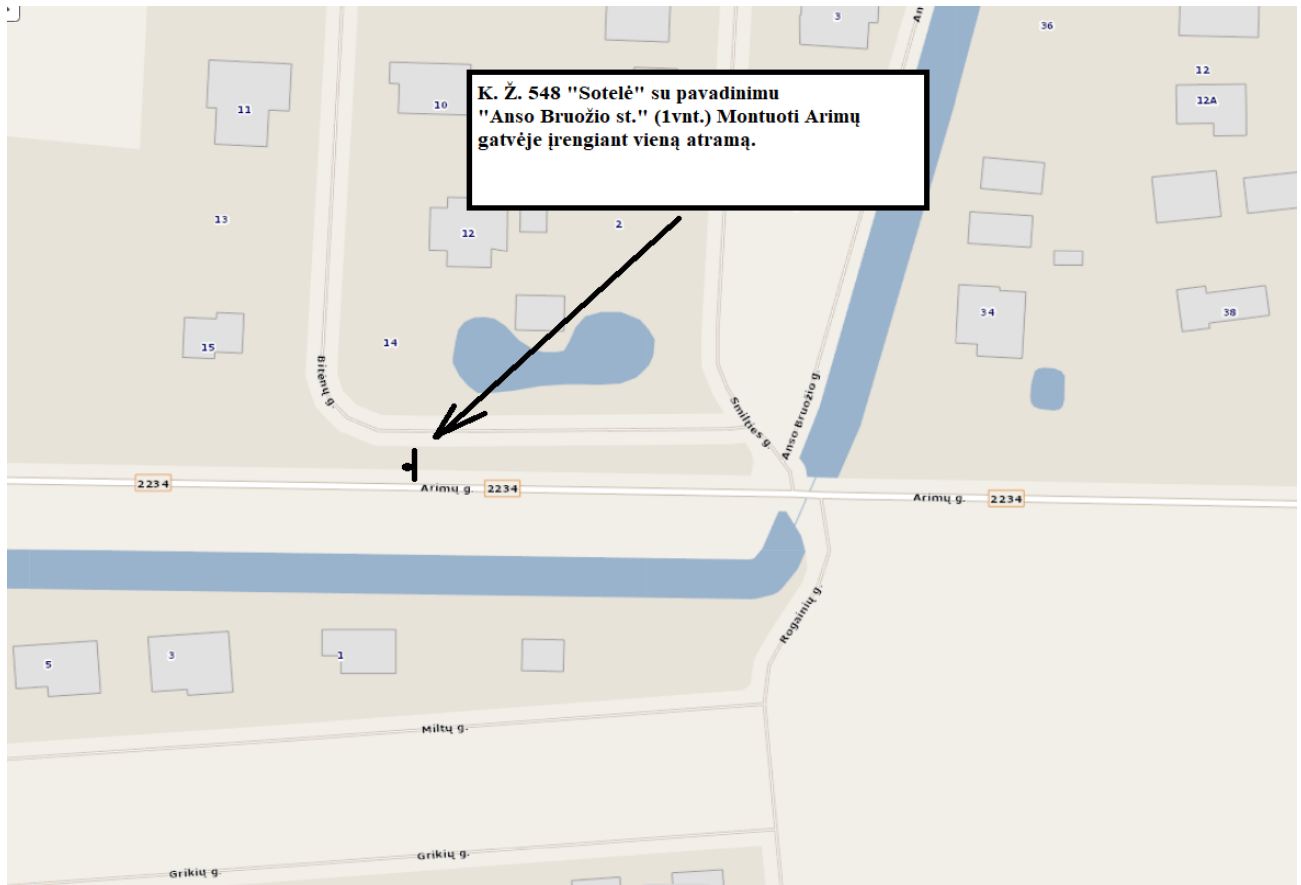 3
36
An
12
12A
11
10
K. Ž. 548 "Sotelė" su pavadinimu
"Anso Bruožio st." (1vnt.) Montuoti Arimų
gatvėje įrengiant vieną atramą.
13
12
2
34
38
15
14
Bitėnų g.
Smilties g.
Anso Bruožio g.
2234
Arimų g.
2234
Arimų g.
2234
Rogainių g.
5
3
1
Miltų g.
Grikių g.
Grikių g.